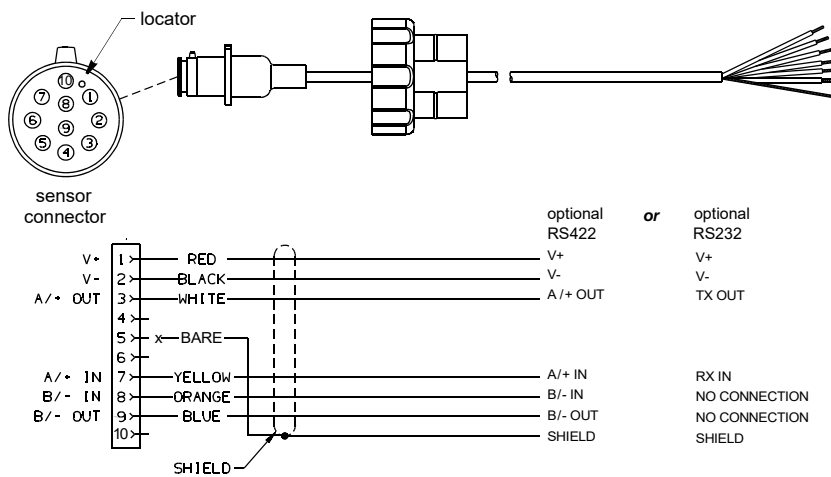 locator
10
7
1
8
6
2
9
5
3
4
sensor
connector
optional or optional
RS422 RS232
V+ 1 RED V+ V+
V- 2 BLACK V- V-
A/+ OUT 3 WHITE A /+ OUT TX OUT
4
5 x BARE
6
A/+ IN 7 YELLOW A/+ IN RX IN
B/- IN 8 ORANGE B/- IN NO CONNECTION
B/- OUT 9 BLUE B/- OUT NO CONNECTION
10 SHIELD SHIELD
SHIELD